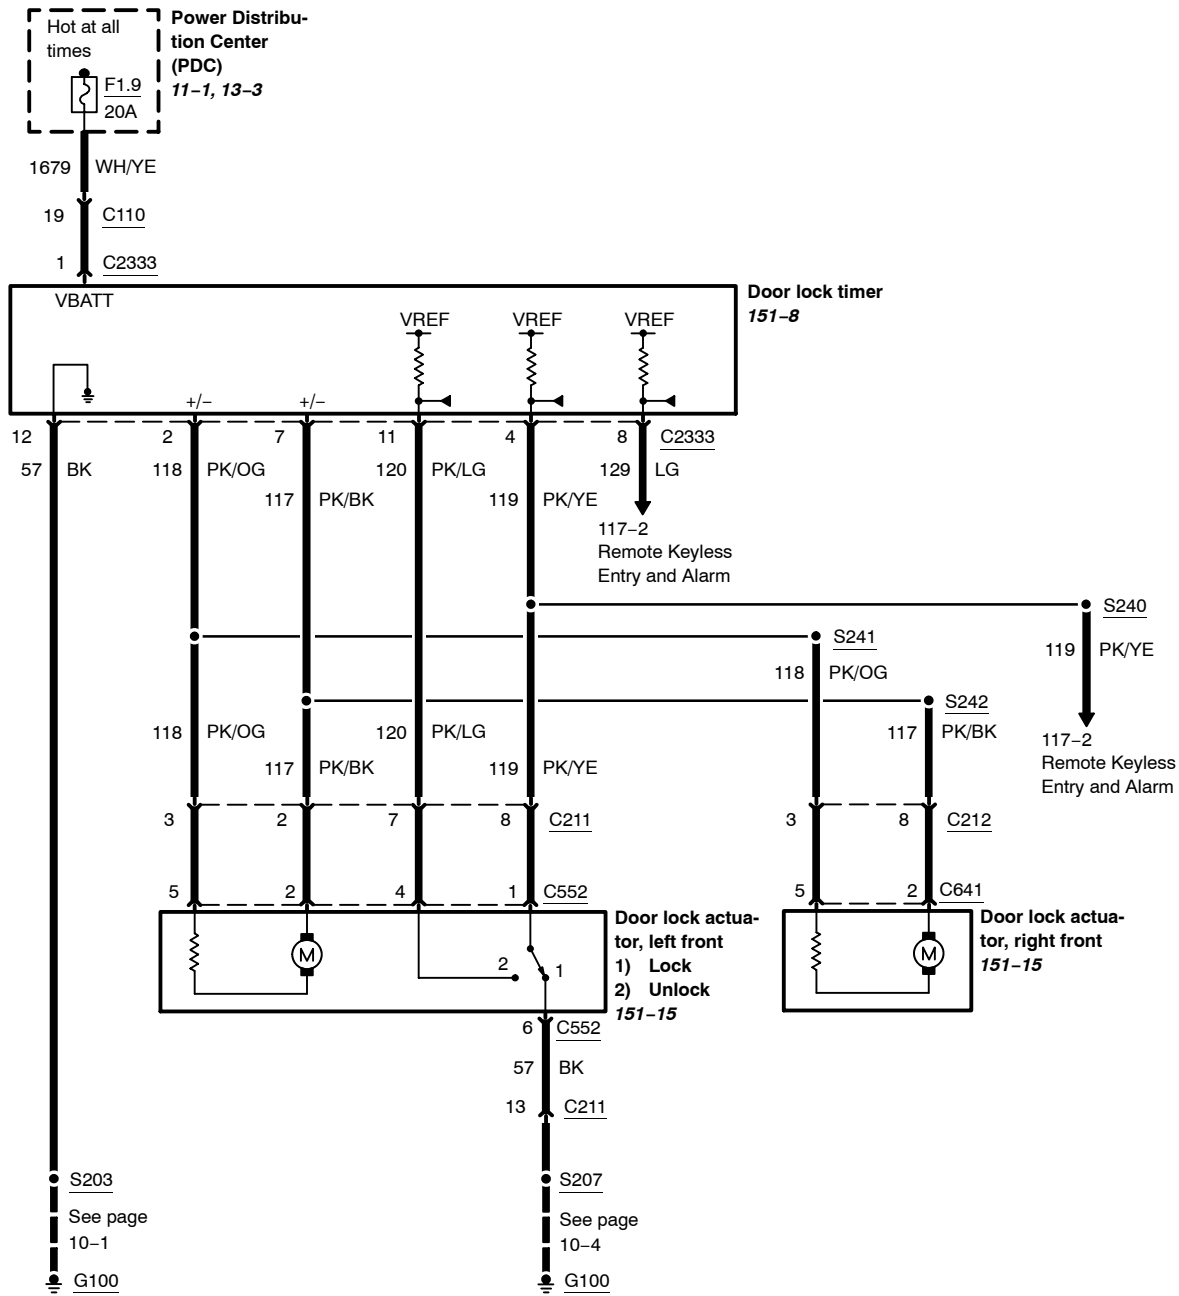 Hot at all
times
F1.9
20A
Power Distribu-
tion Center
(PDC)
11–1, 13–3
1679 WH/YE
19 C110
1 C2333
VBATT
Door lock timer
151–8
VREF VREF VREF
+/– +/–
12 2 7 11 4 8 C2333
57 BK 118 PK/OG 120 PK/LG 129 LG
117 PK/BK 119 PK/YE
117–2
Remote Keyless
Entry and Alarm
S240
S241
119 PK/YE
118 PK/OG
S242
118 PK/OG 120 PK/LG 117 PK/BK
117–2
Remote Keyless
Entry and Alarm
117 PK/BK 119 PK/YE
3 2 7 8 C211 3 8 C212
5 2 4 1 C552 5 2 C641
Door lock actua-
tor, left front
1) Lock
2) Unlock
151–15
M
2 1
Door lock actua-
tor, right front
151–15
M
6 C552
57 BK
13 C211
S203
See page
10–1
G100
S207
See page
10–4
G100